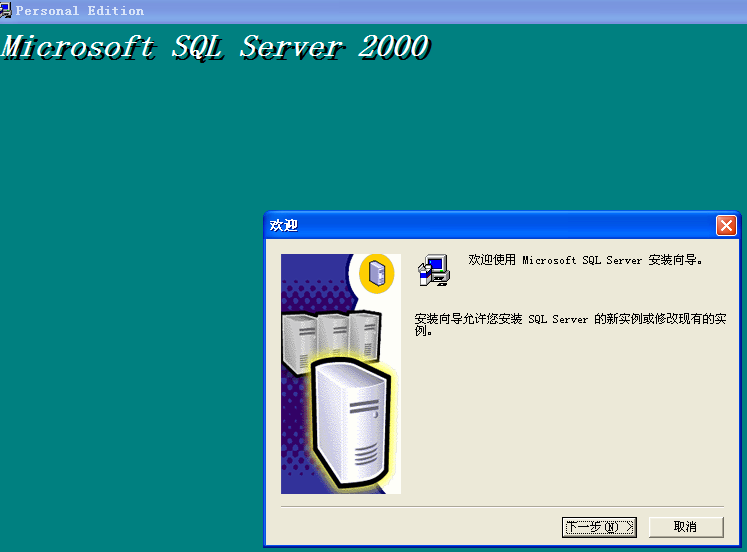 Personal Edition
Microsoft SQL Server 2000
欢迎
欢迎使用 Microsoft SQL Server 安装向导。
安装向导允许您安装 SQL Server 的新实例或修改现有的实
例。
下一步(N) >
取消